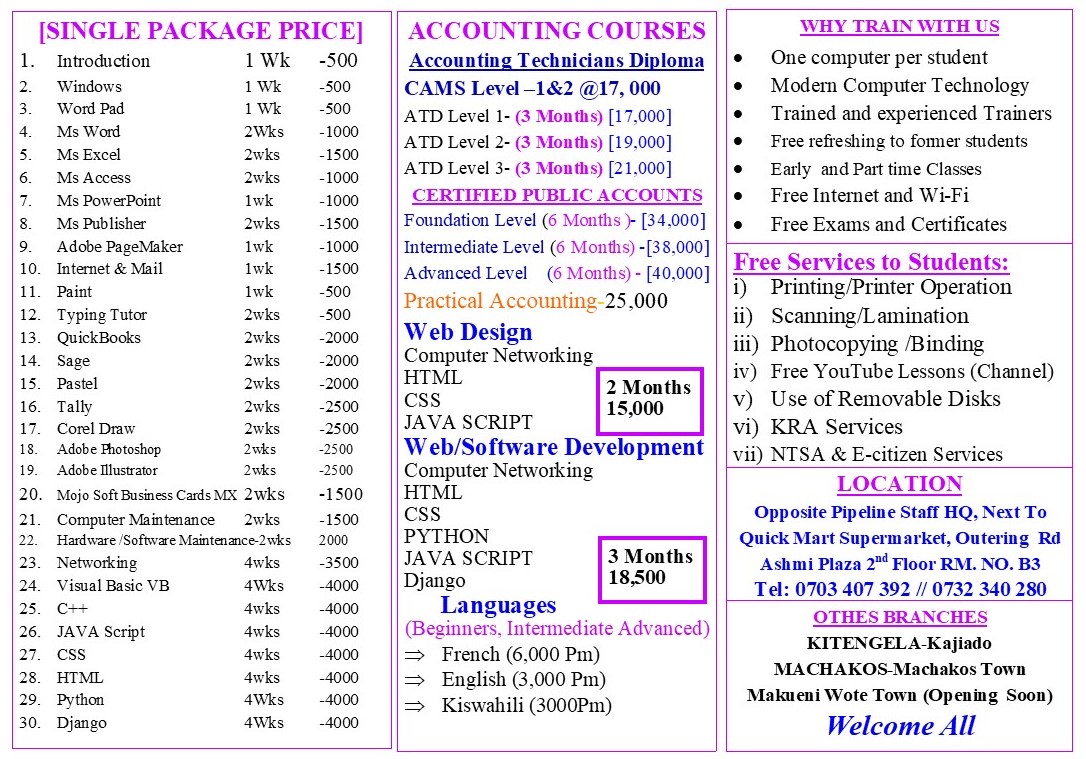 [SINGLE PACKAGE PRICE]
1. Introduction 1 Wk -500
2. Windows 1 Wk -500
3. Word Pad 1 Wk -500
4. Ms Word 2Wks -1000
5. Ms Excel 2wks -1500
6. Ms Access 2wks -1000
7. Ms PowerPoint 1wk -1000
8. Ms Publisher 2wks -1500
9. Adobe PageMaker 1wk -1000
10. Internet & Mail 1wk -1500
11. Paint 1wk -500
12. Typing Tutor 2wks -500
13. QuickBooks 2wks -2000
14. Sage 2wks -2000
15. Pastel 2wks -2000
16. Tally 2wks -2500
17. Corel Draw 2wks -2500
18. Adobe Photoshop 2wks -2500
19. Adobe Illustrator 2wks -2500
20. Mojo Soft Business Cards MX 2wks -1500
21. Computer Maintenance 2wks -1500
22. Hardware /Software Maintenance-2wks 2000
23. Networking 4wks -3500
24. Visual Basic VB 4Wks -4000
25. C++ 4wks -4000
26. JAVA Script 4wks -4000
27. CSS 4wks -4000
28. HTML 4wks -4000
29. Python 4Wks -4000
30. Django 4Wks -4000
ACCOUNTING COURSES
Accounting Technicians Diploma
CAMS Level –1&2 @17, 000
ATD Level 1- (3 Months) [17,000]
ATD Level 2- (3 Months) [19,000]
ATD Level 3- (3 Months) [21,000]
CERTIFIED PUBLIC ACCOUNTS
Foundation Level (6 Months )- [34,000]
Intermediate Level (6 Months) -[38,000]
Advanced Level (6 Months) - [40,000]
Practical Accounting-25,000
Web Design
Computer Networking
HTML
CSS
JAVA SCRIPT
2 Months
15,000
Web/Software Development
Computer Networking
HTML
CSS
PYTHON
JAVA SCRIPT
Django
3 Months
18,500
Languages
(Beginners, Intermediate Advanced)
⇒ French (6,000 Pm)
⇒ English (3,000 Pm)
⇒ Kiswahili (3000Pm)
WHY TRAIN WITH US
• One computer per student
• Modern Computer Technology
• Trained and experienced Trainers
• Free refreshing to former students
• Early and Part time Classes
• Free Internet and Wi-Fi
• Free Exams and Certificates
Free Services to Students:
i) Printing/Printer Operation
ii) Scanning/Lamination
iii) Photocopying /Binding
iv) Free YouTube Lessons (Channel)
v) Use of Removable Disks
vi) KRA Services
vii) NTSA & E-citizen Services
LOCATION
Opposite Pipeline Staff HQ, Next To
Quick Mart Supermarket, Outering Rd
Ashmi Plaza 2nd Floor RM. NO. B3
Tel: 0703 407 392 // 0732 340 280
OTHES BRANCHES
KITENGELA-Kajiado
MACHAKOS-Machakos Town
Makueni Wote Town (Opening Soon)
Welcome All